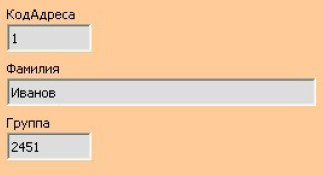 КодАдреса
1
Фамилия
Иванов
Группа
2451